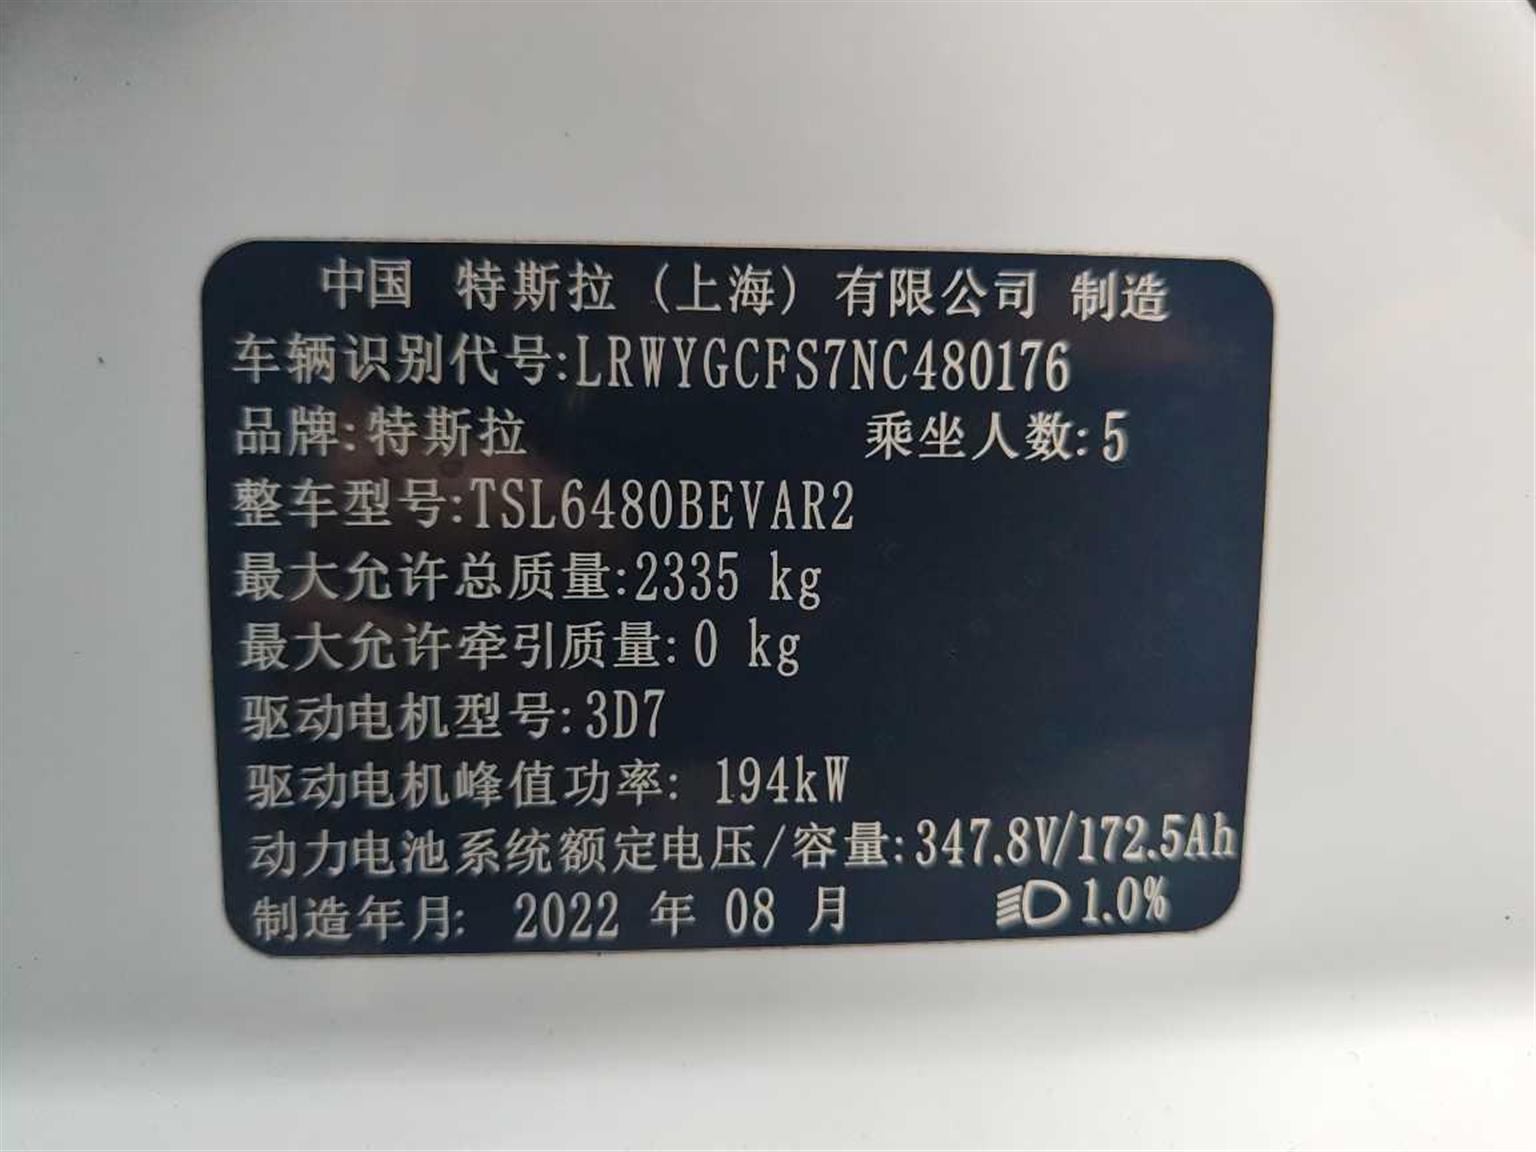 中国 特斯拉(上海)有限公司 制造
车辆识别代号:LRWYGCFS7NC480176
品牌:特斯拉 乘坐人数:5
整车型号:TSL6480BEVAR2
最大允许总质量:2335 kg
最大允许牵引质量:0 kg
驱动电机型号:3D7
驱动电机峰值功率: 194kW
动力电池系统额定电压/容量:347.8V/172.5Ah
制造年月: 2022 年 08 月 1.0%